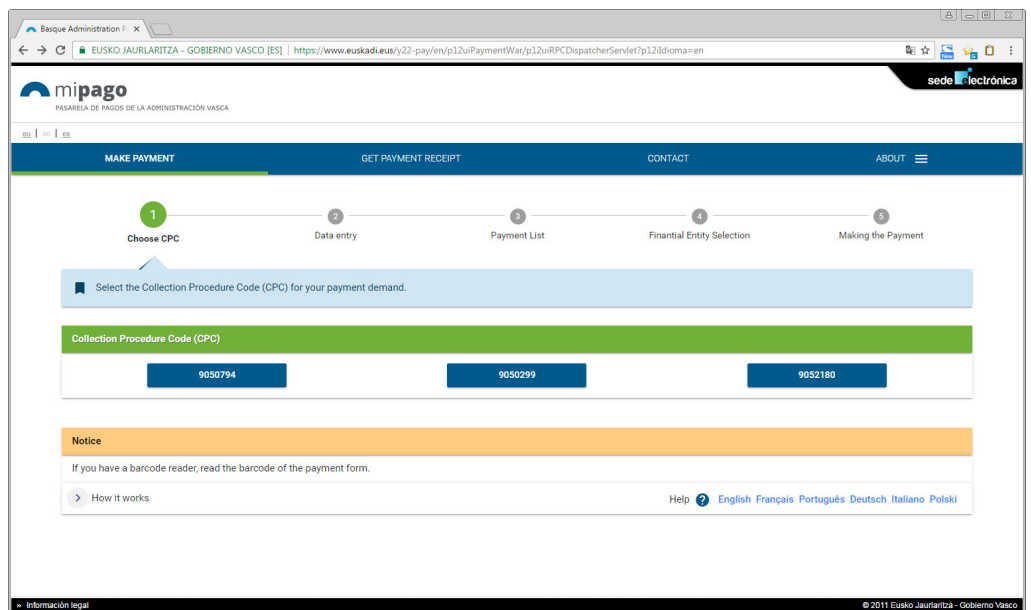 Basque Administration P
EUSKO JAURLARITZA - GOBIERNO VASCO [ES] | https://www.euskadi.eus/y22-pay/en/p12uiPaymentWar/p12uiRPCDispatcherServlet?p12iIdioma=en
New
mipago
PASARELA DE PAGOS DE LA ADMINISTRACIÓN VASCA
sede electrónica
eu | en | es
MAKE PAYMENT GET PAYMENT RECEIPT CONTACT ABOUT
1 2 3 4 5
Choose CPC Data entry Payment List Finantial Entity Selection Making the Payment
Select the Collection Procedure Code (CPC) for your payment demand.
Collection Procedure Code (CPC)
9050794 9050299 9052180
Notice
If you have a barcode reader, read the barcode of the payment form.
How it works Help ? English Français Português Deutsch Italiano Polski
» Información legal © 2011 Eusko Jaurlaritza - Gobierno Vasco